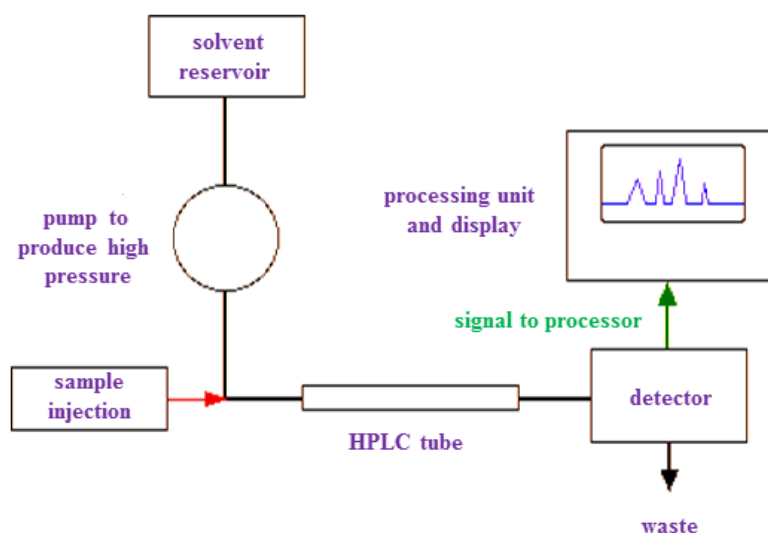 solvent
reservoir
pump to
produce high
pressure
processing unit
and display
signal to processor
sample
injection
HPLC tube
detector
waste